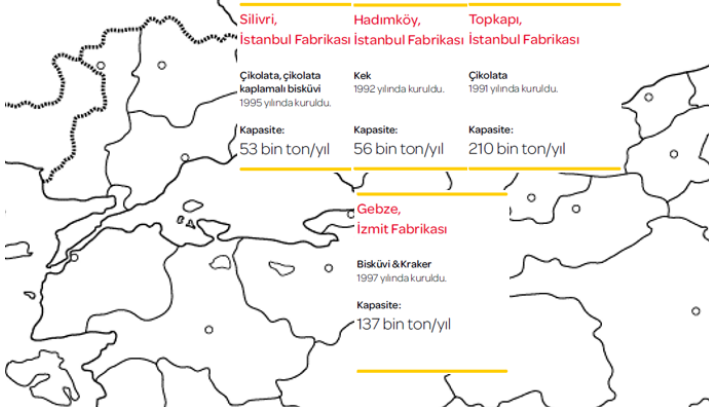 Silivri,
İstanbul Fabrikası
Çikolata, çikolata
kaplamalı bisküvi
1995 yılında kuruldu.
Kapasite:
53 bin ton/yıl
Hadımköy,
İstanbul Fabrikası
Kek
1992 yılında kuruldu.
Kapasite:
56 bin ton/yıl
Topkapı,
İstanbul Fabrikası
Çikolata
1991 yılında kuruldu.
Kapasite:
210 bin ton/yıl
Gebze,
İzmit Fabrikası
Bisküvi &Kraker
1997 yılında kuruldu.
Kapasite:
137 bin ton/yıl